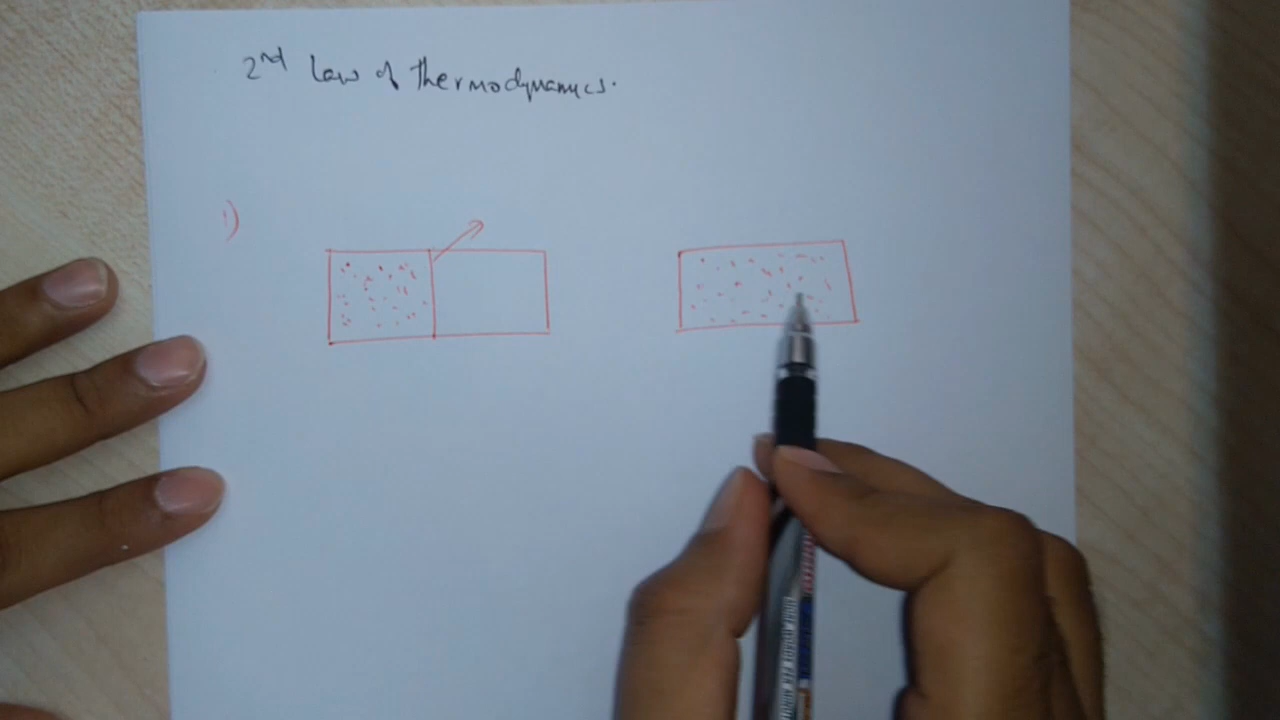 2nd Law of thermodynamics.
1)